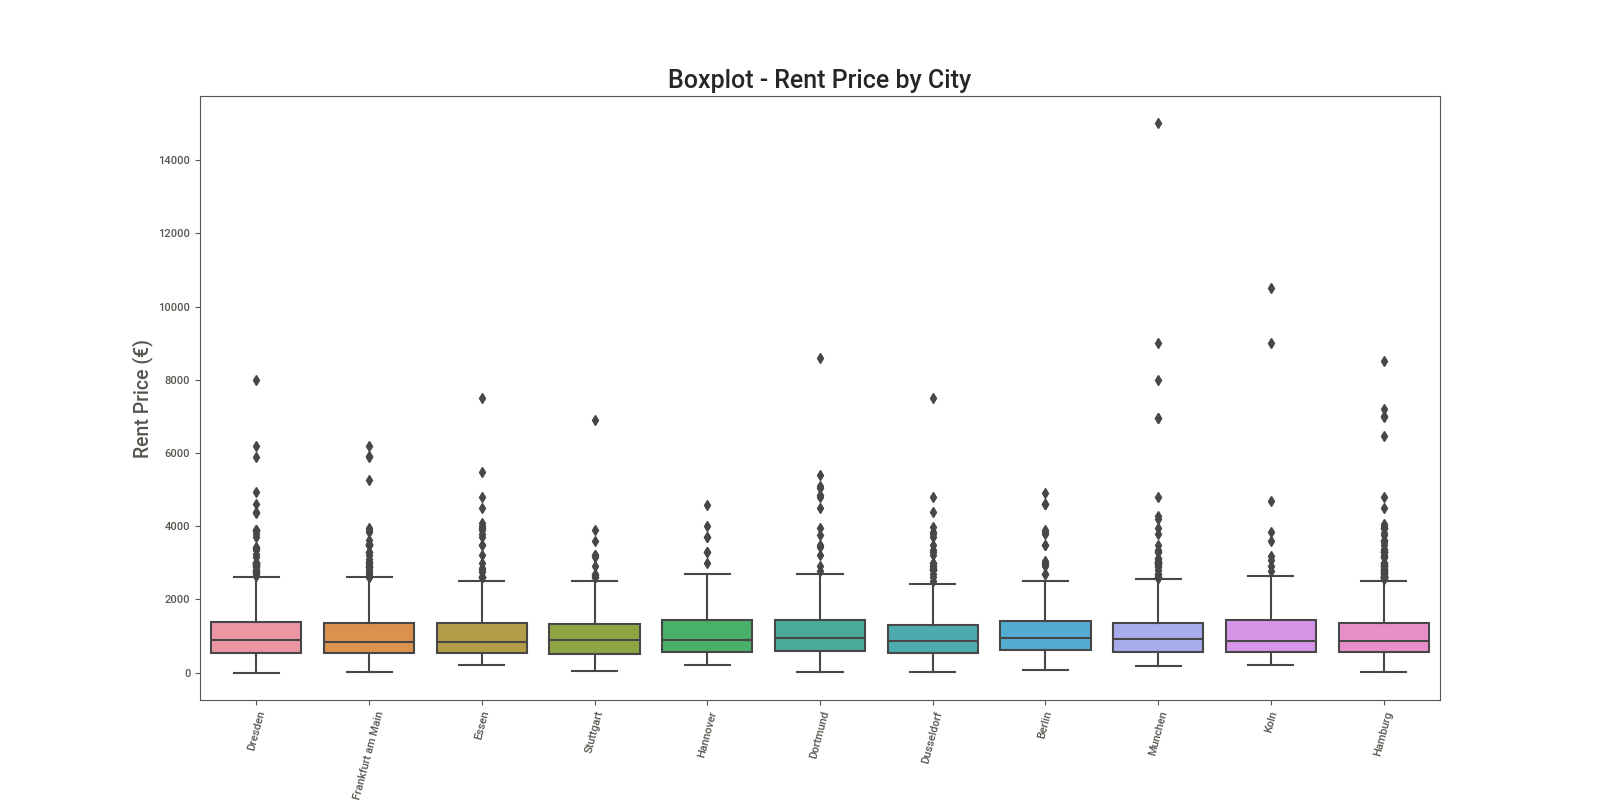 Boxplot - Rent Price by City
Rent Price (€)
14000
12000
10000
8000
6000
4000
2000
0
Dresden
Frankfurt am Main
Essen
Stuttgart
Hannover
Dortmund
Dusseldorf
Berlin
Munchen
Koln
Hamburg